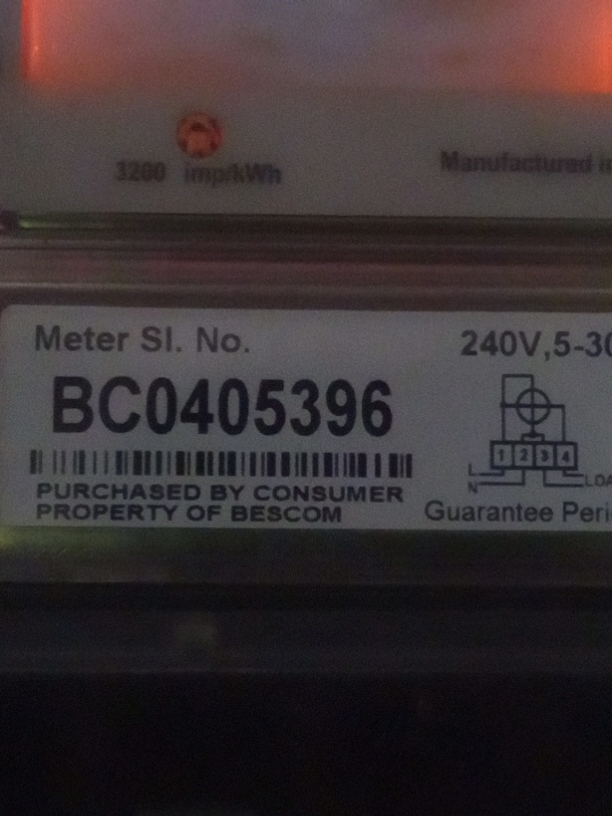 3200 imp/kWh
Manufactured
Meter Sl. No.
BC0405396
PURCHASED BY CONSUMER
PROPERTY OF BESCOM
240V,5-30
1 2 3 4
L
N
Guarantee